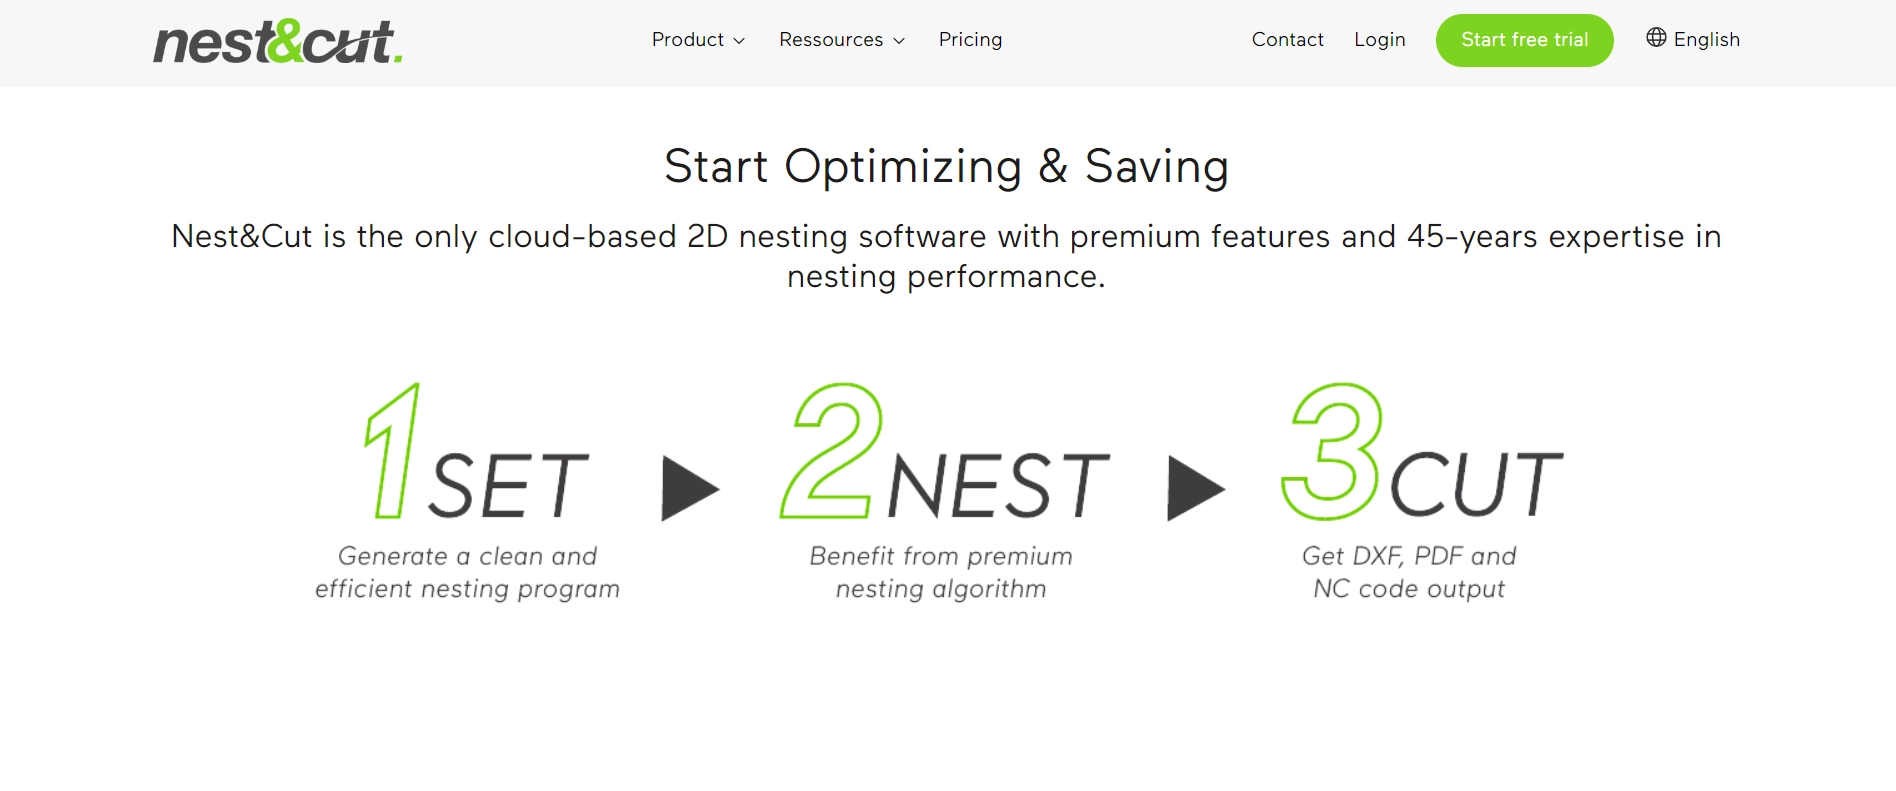 nest&cut.
Product
Ressources
Pricing
Contact
Login
Start free trial
English
Start Optimizing & Saving
Nest&Cut is the only cloud-based 2D nesting software with premium features and 45-years expertise in
nesting performance.
1 SET
Generate a clean and
efficient nesting program
2 NEST
Benefit from premium
nesting algorithm
3 CUT
Get DXF, PDF and
NC code output